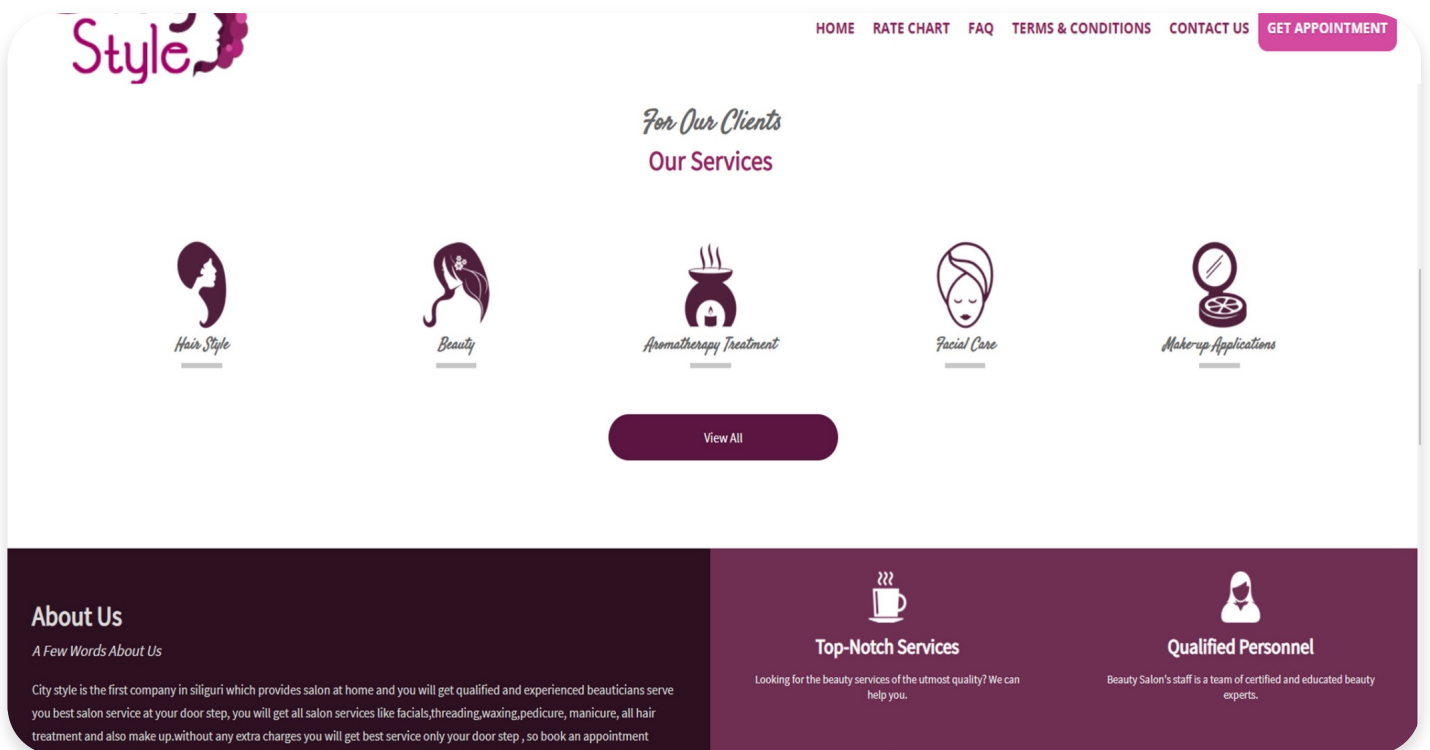 Style
HOME RATE CHART FAQ TERMS & CONDITIONS CONTACT US GET APPOINTMENT
For Our Clients
Our Services
Hair Style
Beauty
Aromatherapy Treatment
Facial Care
Make-up Applications
View All
About Us
A Few Words About Us
City style is the first company in siliguri which provides salon at home and you will get qualified and experienced beauticians serve
you best salon service at your door step, you will get all salon services like facials,threading,waxing,pedicure, manicure, all hair
treatment and also make up.without any extra charges you will get best service only your door step , so book an appointment
Top-Notch Services
Looking for the beauty services of the utmost quality? We can
help you.
Qualified Personnel
Beauty Salon's staff is a team of certified and educated beauty
experts.